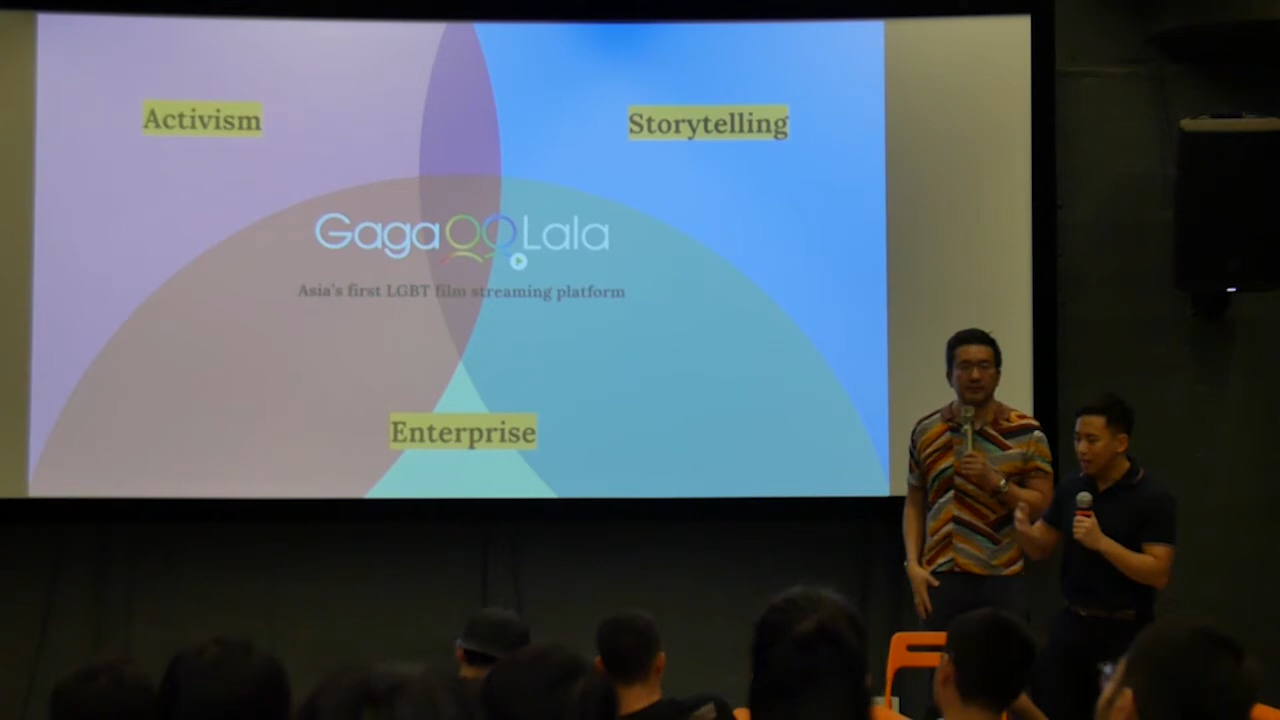 Activism
Storytelling
GagaOOLala
Asia's first LGBT film streaming platform
Enterprise